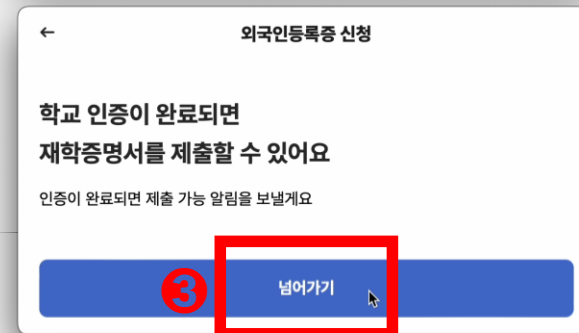 ←
외국인등록증 신청
학교 인증이 완료되면
재학증명서를 제출할 수 있어요
인증이 완료되면 제출 가능 알림을 보낼게요
❸ 넘어가기